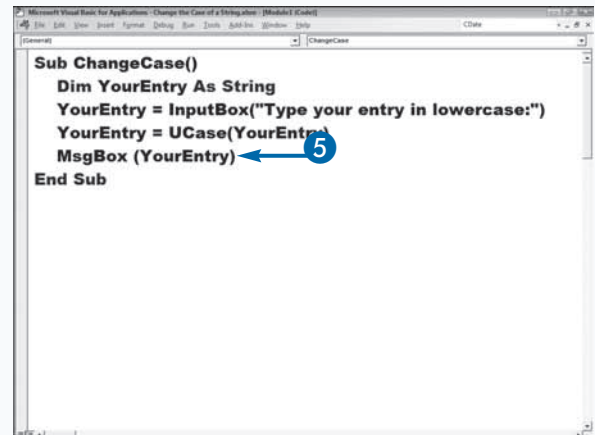 Microsoft Visual Basic for Applications - Change the Case of a String.xlsm - [Module1 (Code)]
File Edit View Insert Format Debug Run Tools Add-Ins Window Help CDate
(General) ChangeCase
Sub ChangeCase()
Dim YourEntry As String
YourEntry = InputBox("Type your entry in lowercase:")
YourEntry = UCase(YourEntry)
MsgBox (YourEntry) 5
End Sub